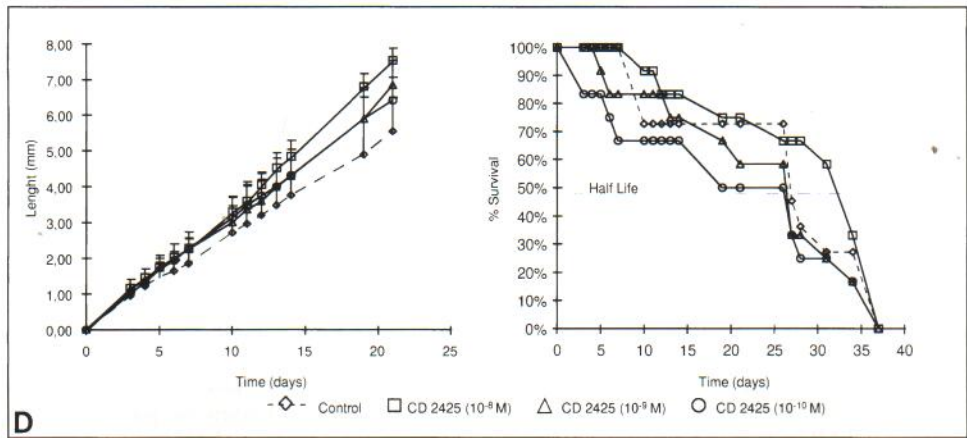 8,00
7,00
6,00
5,00
4,00
3,00
2,00
1,00
0,00
Lenght (mm)
0 5 10 15 20 25
Time (days)
100%
90%
80%
70%
60%
50%
40%
30%
20%
10%
0%
% Survival
Half Life
0 5 10 15 20 25 30 35 40
Time (days)
Control CD 2425 (10⁻⁸ M) CD 2425 (10⁻⁹ M) CD 2425 (10⁻¹⁰ M)
D